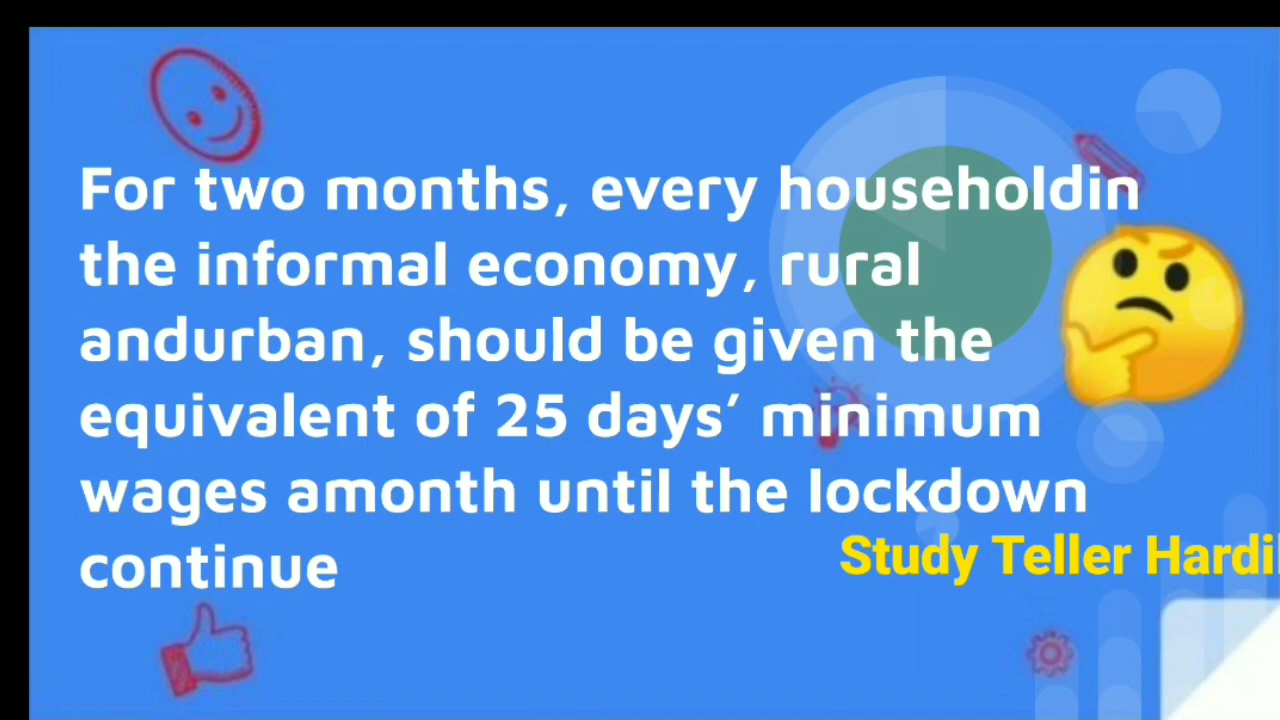 For two months, every householdin
the informal economy, rural
andurban, should be given the
equivalent of 25 days’ minimum
wages amonth until the lockdown
continue
Study Teller